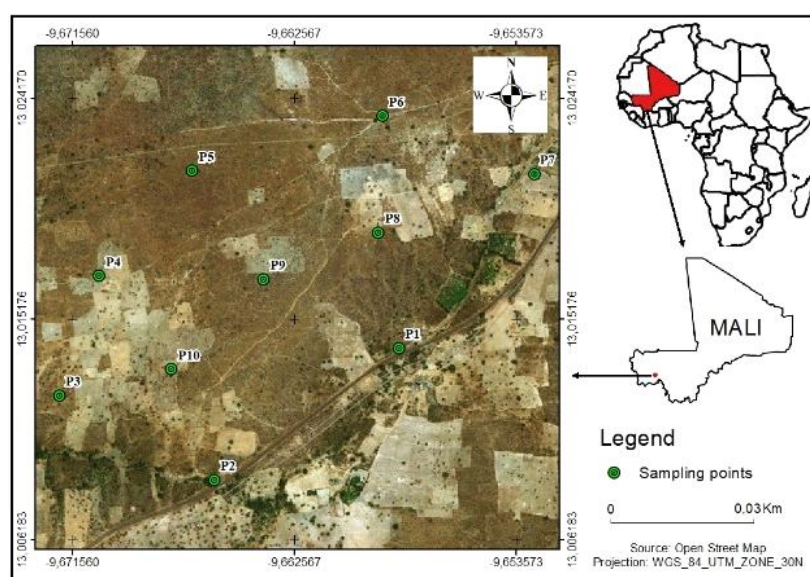 -9,671560 -9,662567 -9,653573
13,024170 13,024170
N
W E
S
P6
P5
P7
P8
P4
P9
13,015176 13,015176
P1
P10
P3
P2
13,006183 13,006183
-9,671560 -9,662567 -9,653573
MALI
Legend
Sampling points
0 0,03 Km
Source: Open Street Map
Projection: WGS_84_UTM_ZONE_30N